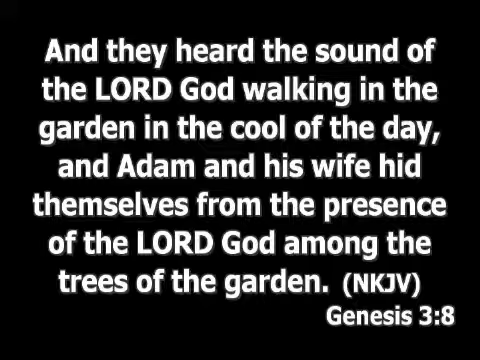 And they heard the sound of
the LORD God walking in the
garden in the cool of the day,
and Adam and his wife hid
themselves from the presence
of the LORD God among the
trees of the garden. (NKJV)
Genesis 3:8